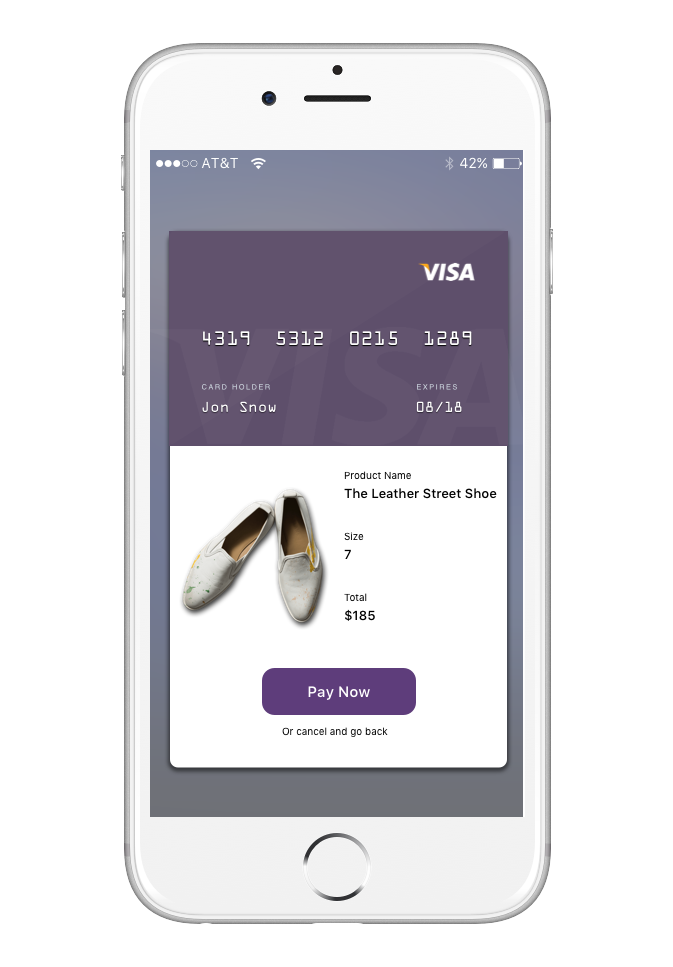 AT&T 42%
VISA
4319 5312 0215 1289
CARD HOLDER EXPIRES
Jon Snow 08/18
VISA
Product Name
The Leather Street Shoe
Size
7
Total
$185
Pay Now
Or cancel and go back